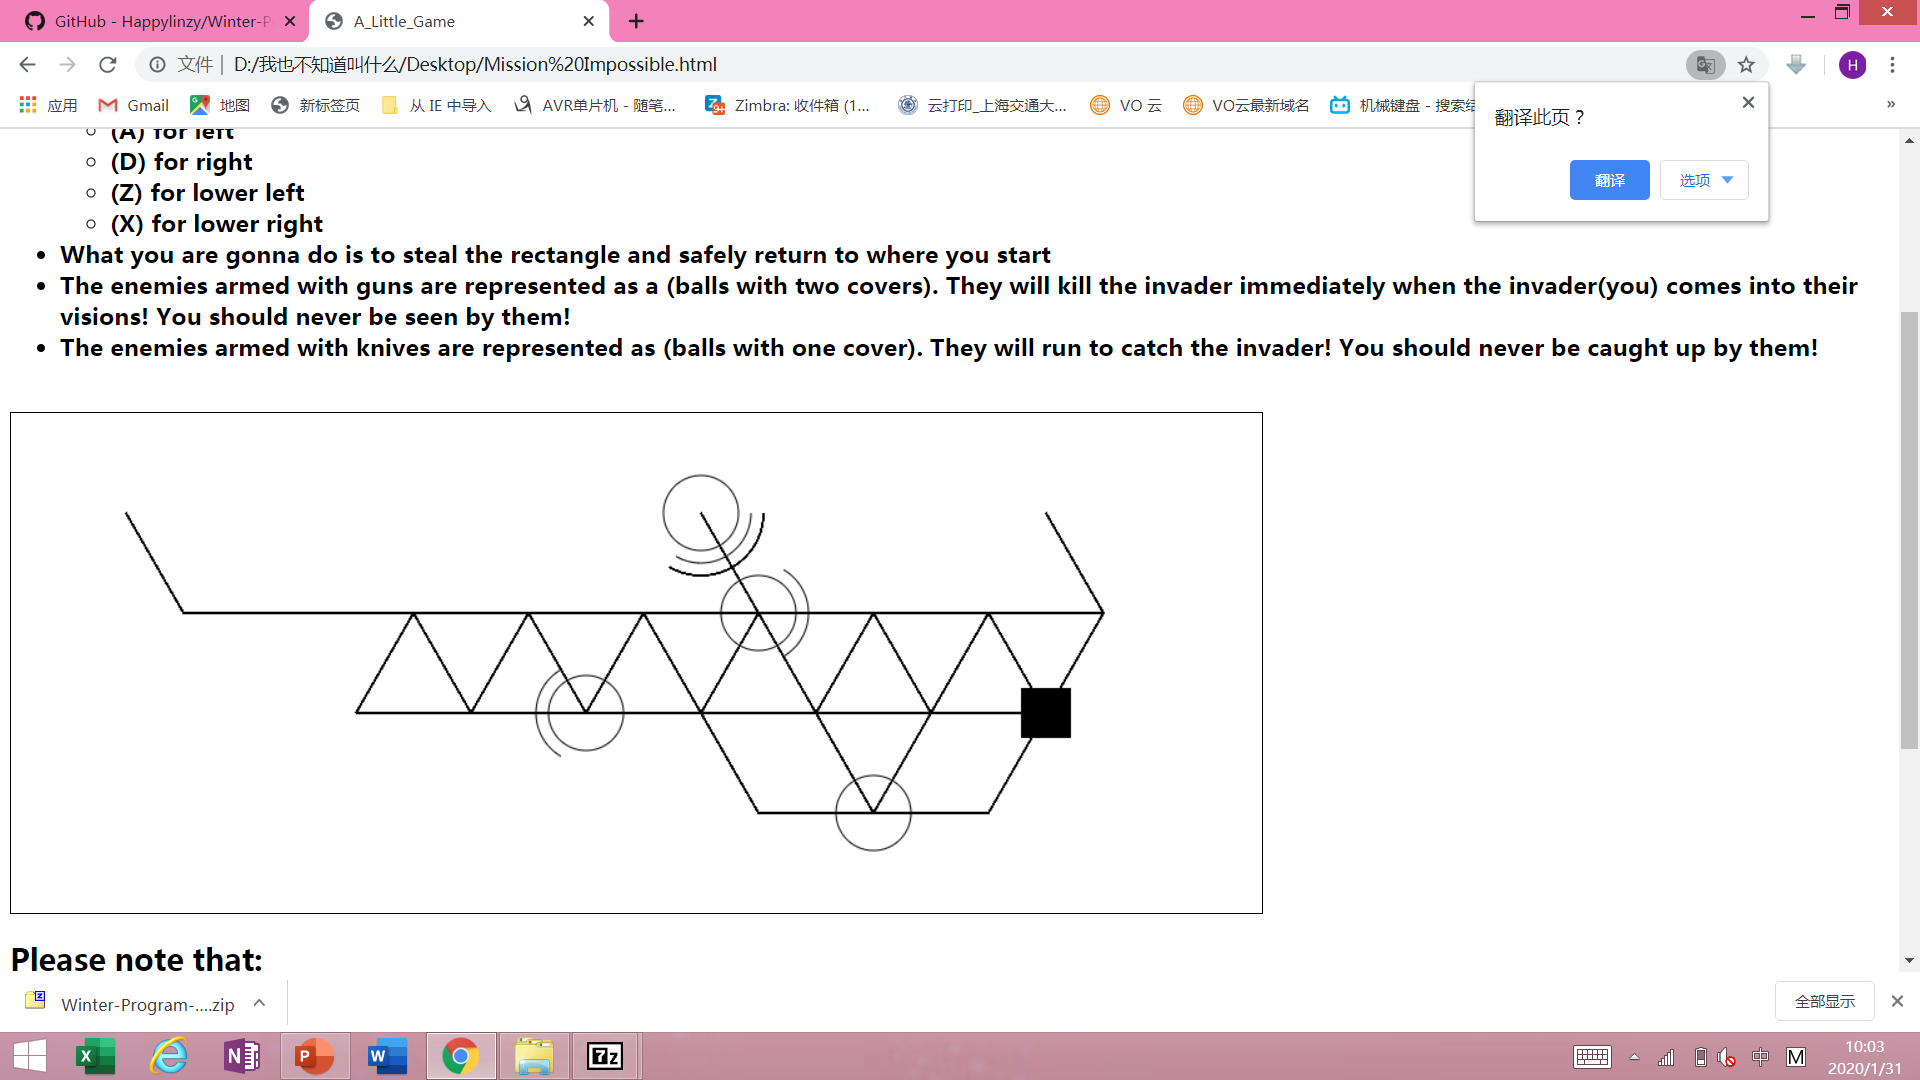 GitHub - Happylinzy/Winter-P
A_Little_Game
文件 | D:/我也不知道叫什么/Desktop/Mission%20Impossible.html
H
应用
Gmail
地图
新标签页
从 IE 中导入
AVR单片机 - 随笔...
Zimbra: 收件箱 (1...
云打印_上海交通大...
VO 云
VO云最新域名
机械键盘 - 搜索结
»
翻译此页？
翻译
选项
(A) for left
(D) for right
(Z) for lower left
(X) for lower right
What you are gonna do is to steal the rectangle and safely return to where you start
The enemies armed with guns are represented as a (balls with two covers). They will kill the invader immediately when the invader(you) comes into their
visions! You should never be seen by them!
The enemies armed with knives are represented as (balls with one cover). They will run to catch the invader! You should never be caught up by them!
Please note that:
Winter-Program-....zip
全部显示
中
M
10:03
2020/1/31